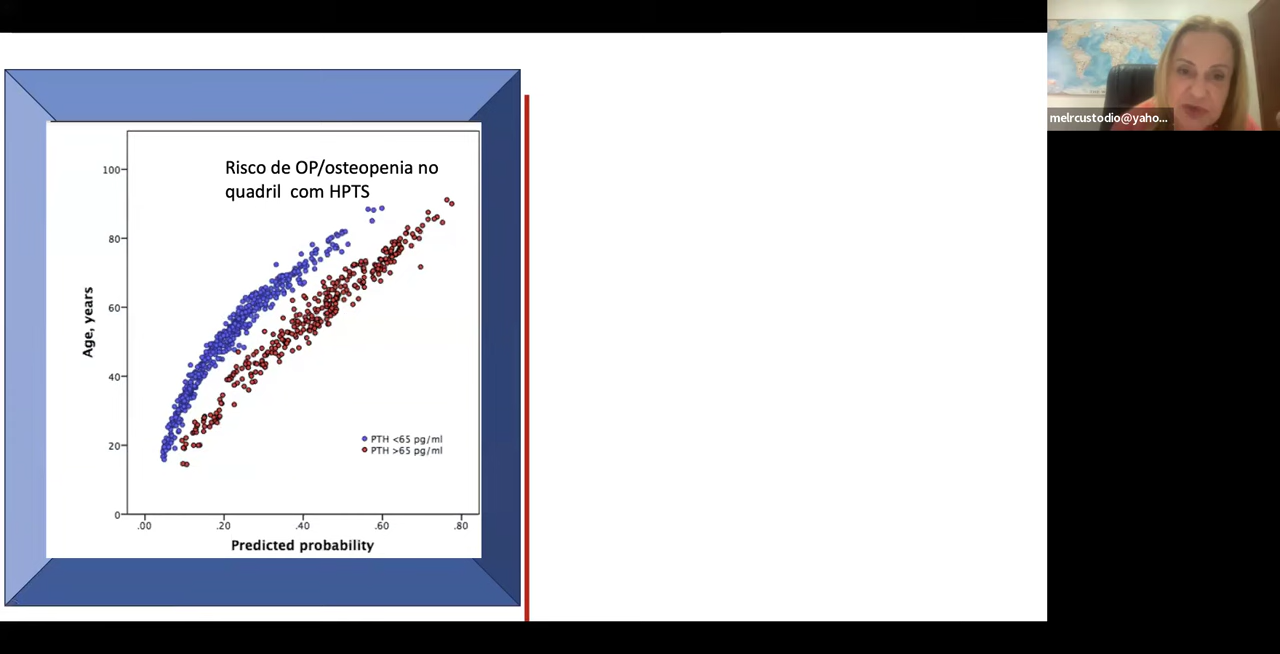 Risco de OP/osteopenia no
quadril com HPTS
100
80
60
40
20
0
Age, years
PTH <65 pg/ml
PTH >65 pg/ml
.00 .20 .40 .60 .80
Predicted probability
melrcustodio@yaho...